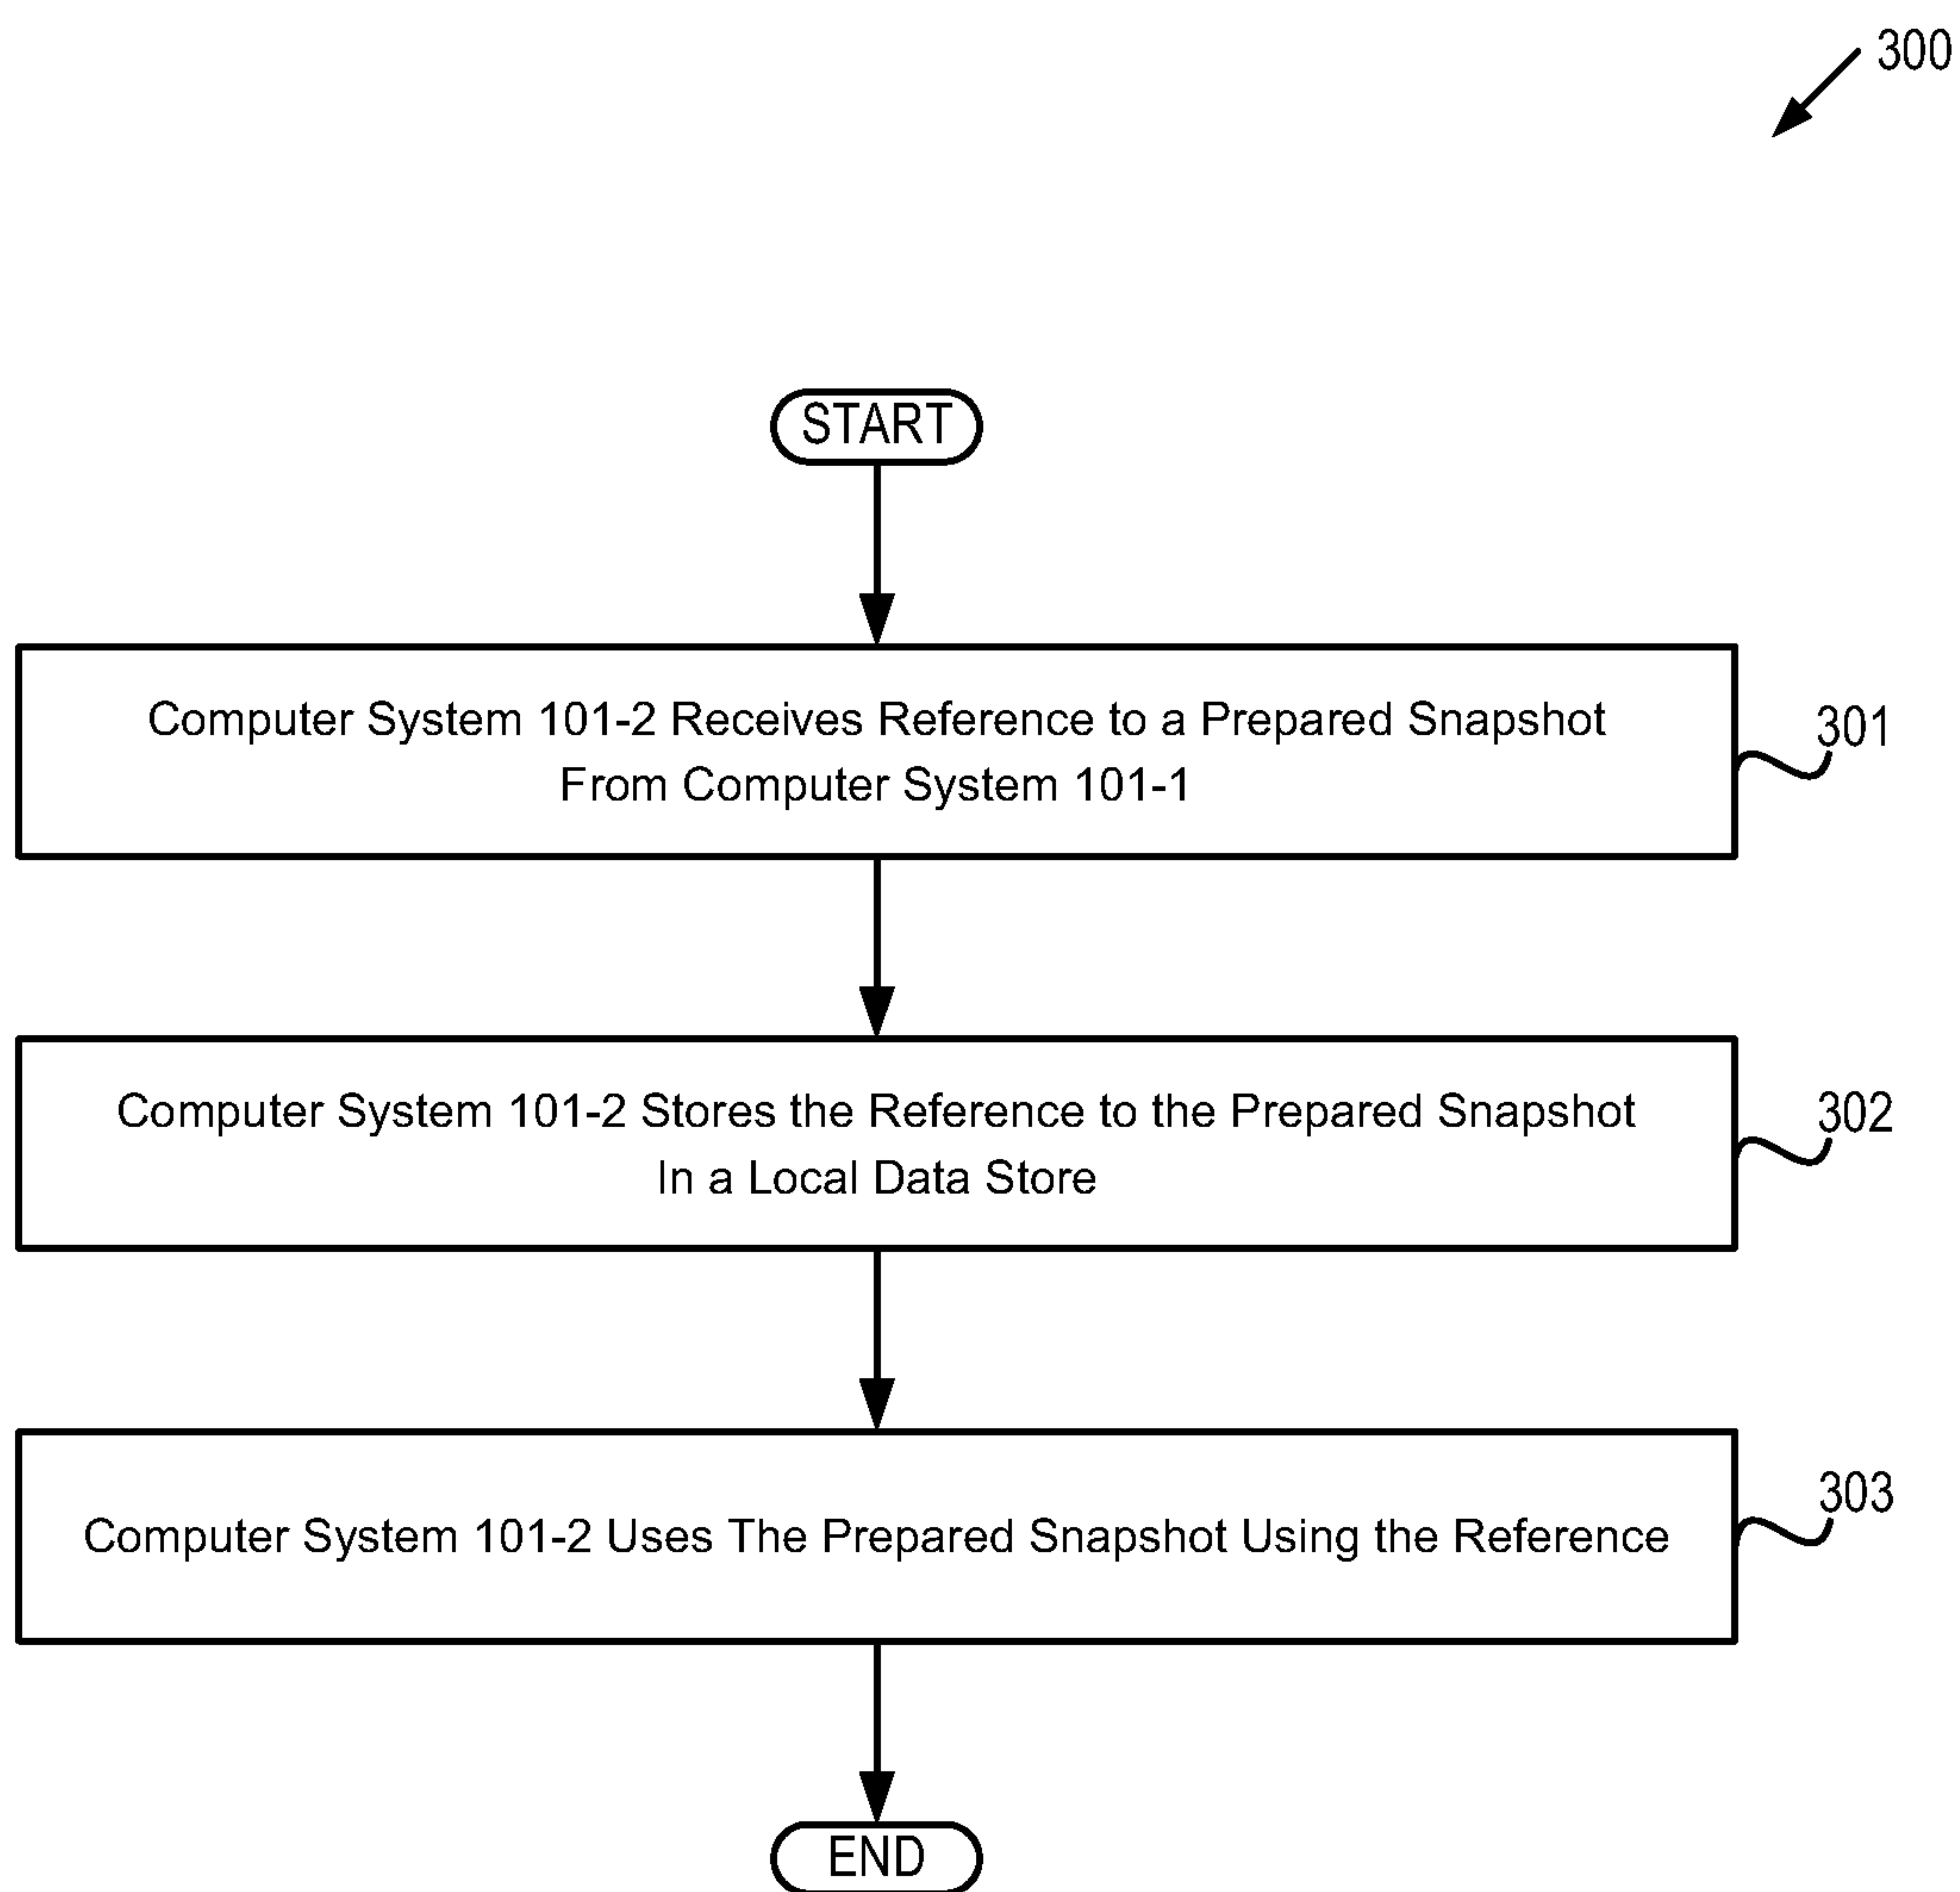 300
START
Computer System 101-2 Receives Reference to a Prepared Snapshot
From Computer System 101-1
301
Computer System 101-2 Stores the Reference to the Prepared Snapshot
In a Local Data Store
302
Computer System 101-2 Uses The Prepared Snapshot Using the Reference
303
END